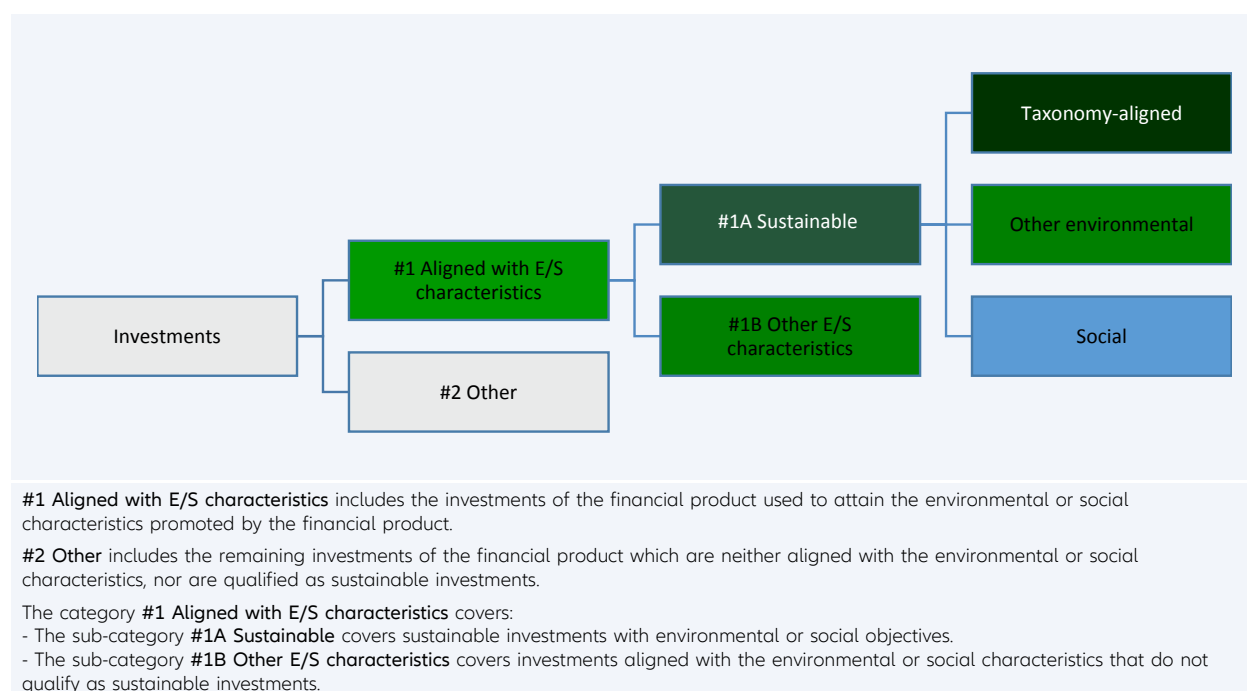 Taxonomy-aligned
#1A Sustainable
Other environmental
#1 Aligned with E/S
characteristics
Investments
#1B Other E/S
characteristics
Social
#2 Other
#1 Aligned with E/S characteristics includes the investments of the financial product used to attain the environmental or social
characteristics promoted by the financial product.
#2 Other includes the remaining investments of the financial product which are neither aligned with the environmental or social
characteristics, nor are qualified as sustainable investments.
The category #1 Aligned with E/S characteristics covers:
- The sub-category #1A Sustainable covers sustainable investments with environmental or social objectives.
- The sub-category #1B Other E/S characteristics covers investments aligned with the environmental or social characteristics that do not
qualify as sustainable investments.